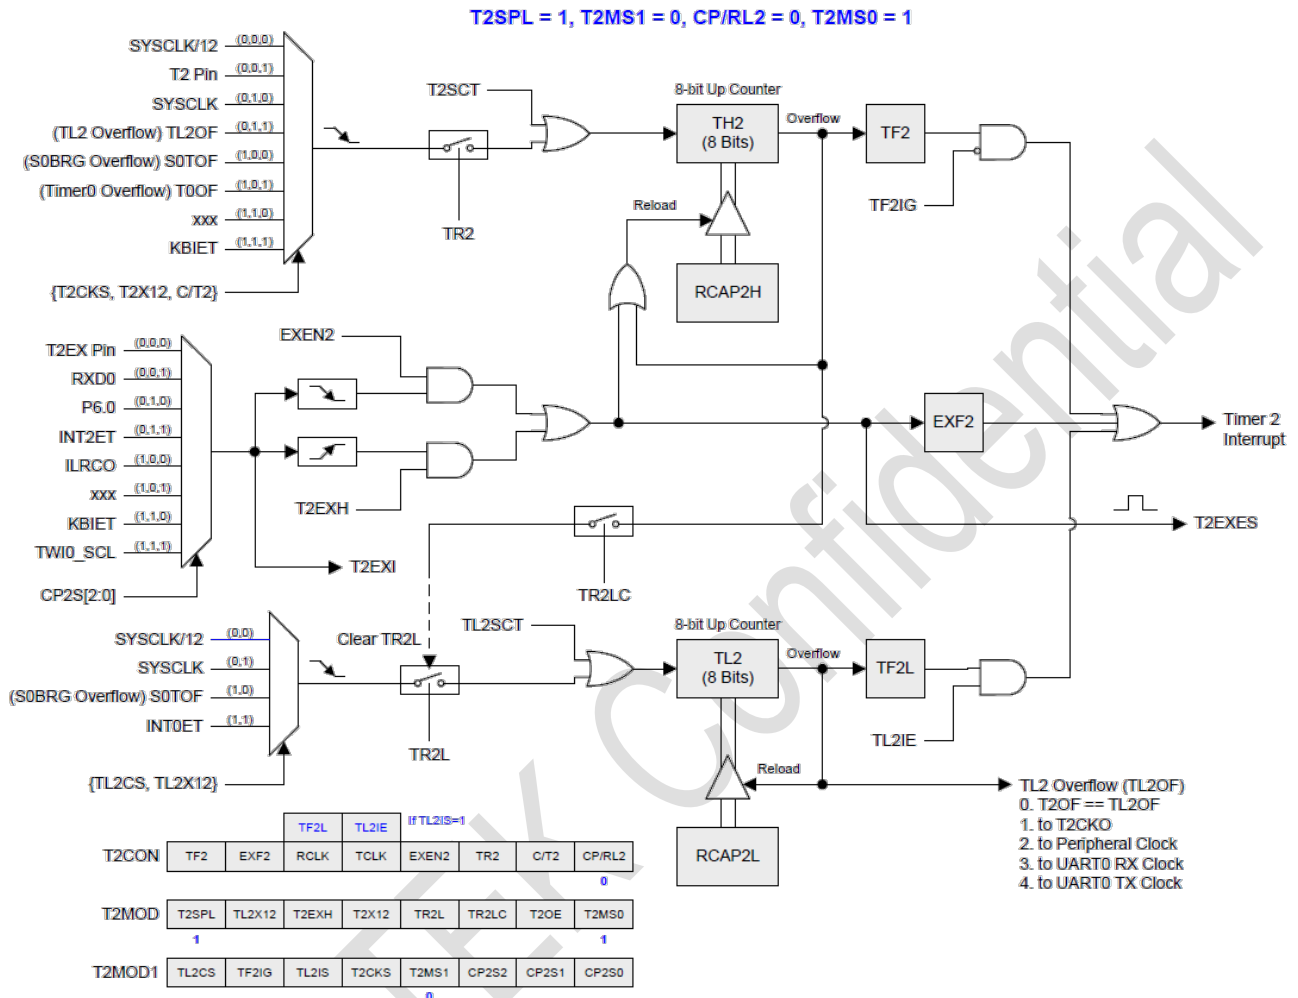 T2SPL = 1, T2MS1 = 0, CP/RL2 = 0, T2MS0 = 1
SYSCLK/12 (0,0,0)
T2 Pin (0,0,1)
SYSCLK (0,1,0)
(TL2 Overflow) TL2OF (0,1,1)
(S0BRG Overflow) S0TOF (1,0,0)
(Timer0 Overflow) T0OF (1,0,1)
xxx (1,1,0)
KBIET (1,1,1)
{T2CKS, T2X12, C/T2}
T2SCT
TR2
8-bit Up Counter
TH2
(8 Bits)
Overflow
TF2
TF2IG
Reload
RCAP2H
EXEN2
T2EX Pin (0,0,0)
RXD0 (0,0,1)
P6.0 (0,1,0)
INT2ET (0,1,1)
ILRCO (1,0,0)
xxx (1,0,1)
KBIET (1,1,0)
TWI0_SCL (1,1,1)
CP2S[2:0]
T2EXH
T2EXI
EXF2
Timer 2
Interrupt
T2EXES
TR2LC
SYSCLK/12 (0,0)
SYSCLK (0,1)
(S0BRG Overflow) S0TOF (1,0)
INT0ET (1,1)
{TL2CS, TL2X12}
Clear TR2L
TR2L
TL2SCT
8-bit Up Counter
TL2
(8 Bits)
Overflow
TF2L
TL2IE
Reload
RCAP2L
TL2 Overflow (TL2OF)
0. T2OF == TL2OF
1. to T2CKO
2. to Peripheral Clock
3. to UART0 RX Clock
4. to UART0 TX Clock
TF2L TL2IE If TL2IS=1
T2CON TF2 EXF2 RCLK TCLK EXEN2 TR2 C/T2 CP/RL2
0
T2MOD T2SPL TL2X12 T2EXH T2X12 TR2L TR2LC T2OE T2MS0
1 1
T2MOD1 TL2CS TF2IG TL2IS T2CKS T2MS1 CP2S2 CP2S1 CP2S0
0
TEK Confidential